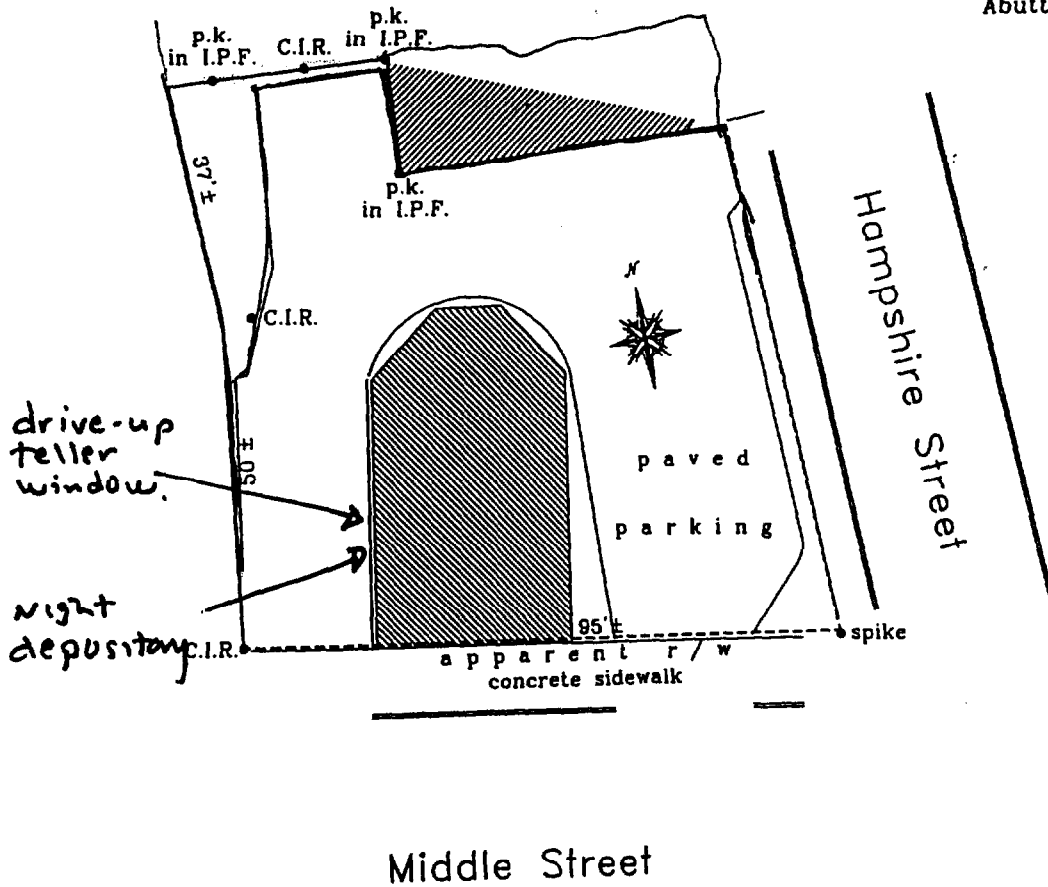 Abutt
p.k.
in I.P.F.
C.I.R.
p.k.
in I.P.F.
37'±
p.k.
in I.P.F.
N
C.I.R.
Hampshire Street
drive-up
teller
window.
50 ±
paved
parking
night
depository
C.I.R.
95'±
spike
apparent r/w
concrete sidewalk
Middle Street